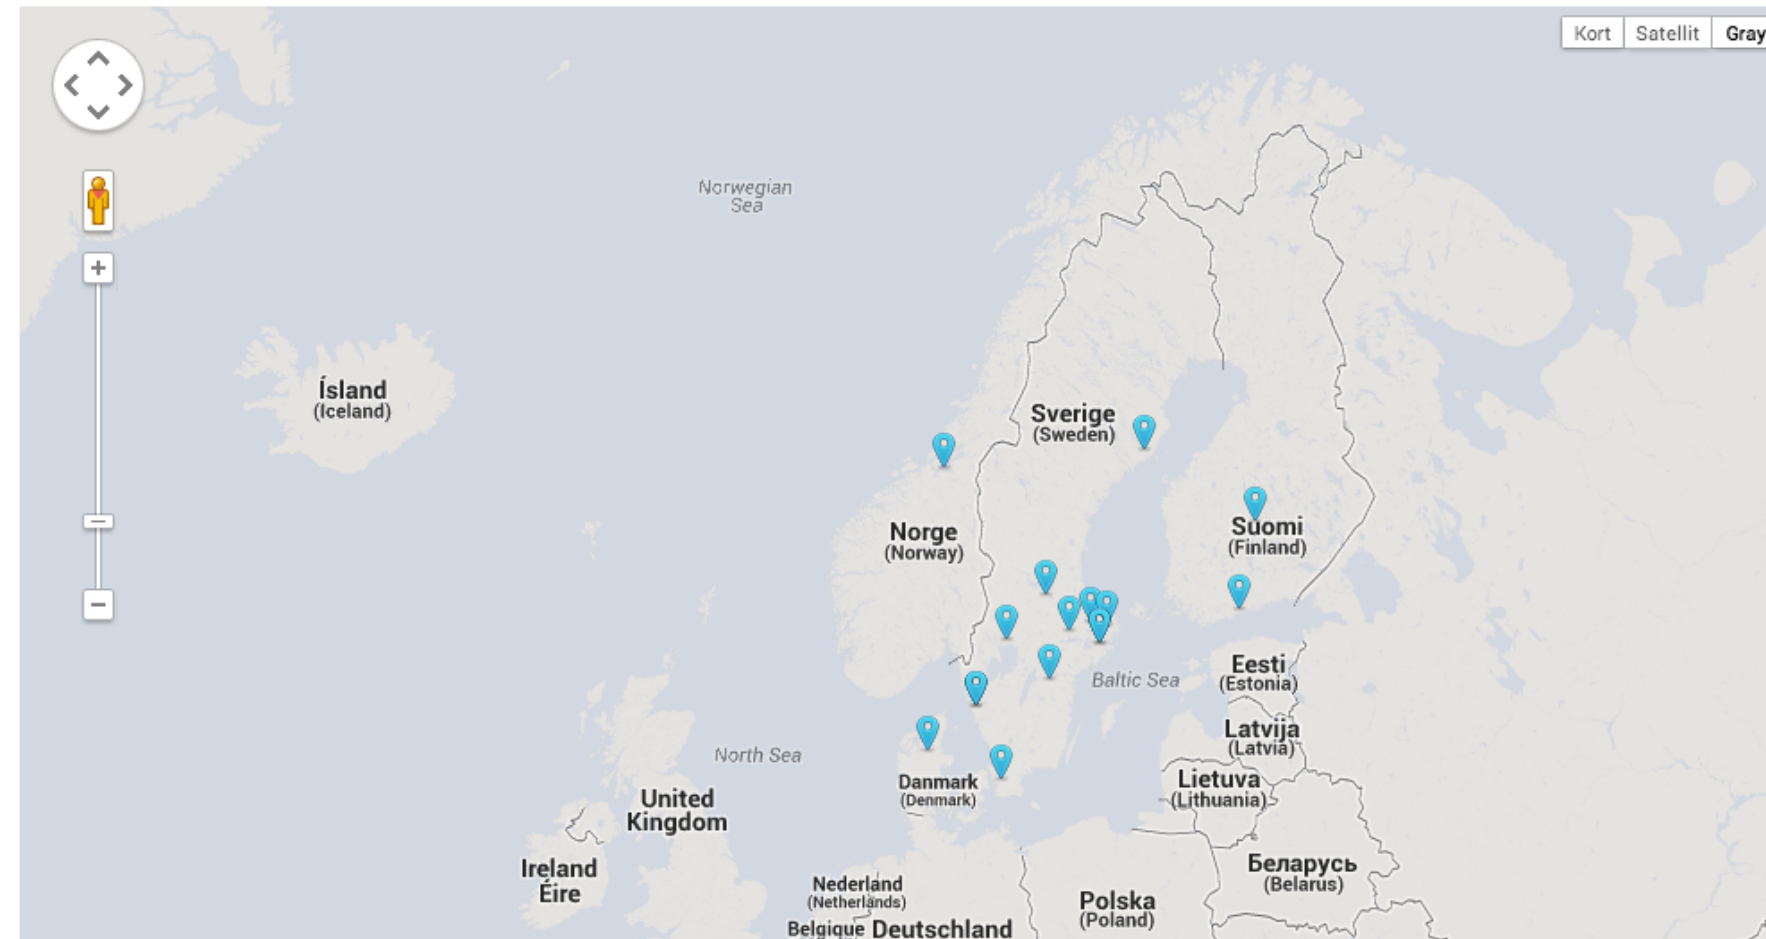 Kort Satellit Gray
Norwegian
Sea
Ísland
(Iceland)
Sverige
(Sweden)
Norge
(Norway)
Suomi
(Finland)
Eesti
(Estonia)
Baltic Sea
Latvija
(Latvia)
North Sea
Danmark
(Denmark)
Lietuva
(Lithuania)
United
Kingdom
Ireland
Éire
Беларусь
(Belarus)
Nederland
(Netherlands)
Polska
(Poland)
Belgique
Deutschland